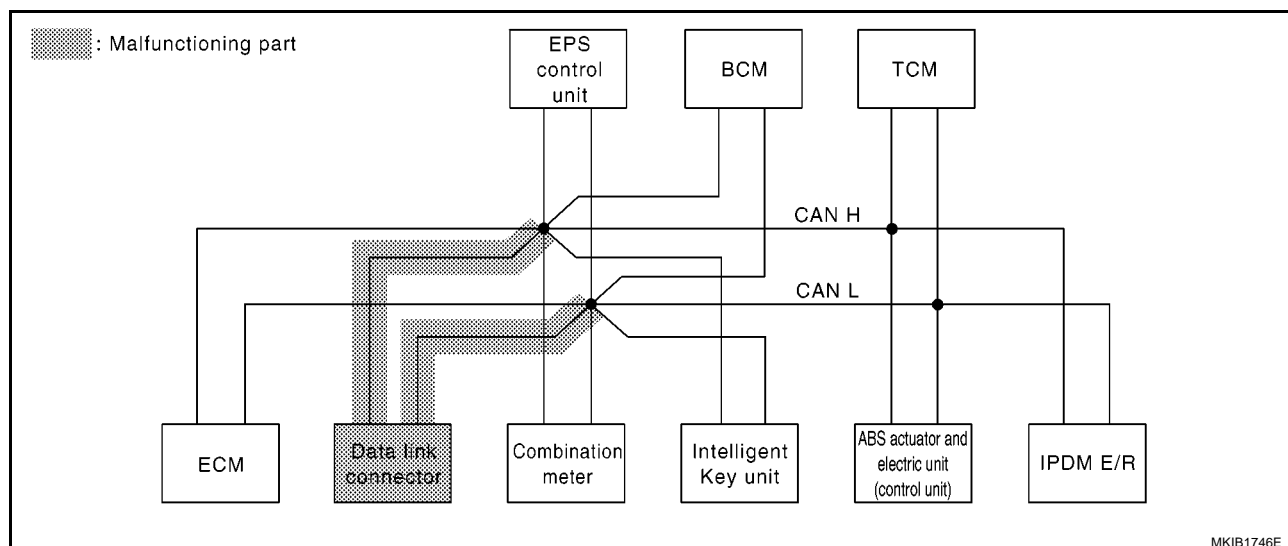 : Malfunctioning part
EPS
control
unit
BCM
TCM
CAN H
CAN L
ECM
Data link
connector
Combination
meter
Intelligent
Key unit
ABS actuator and
electric unit
(control unit)
IPDM E/R
MKIB1746E